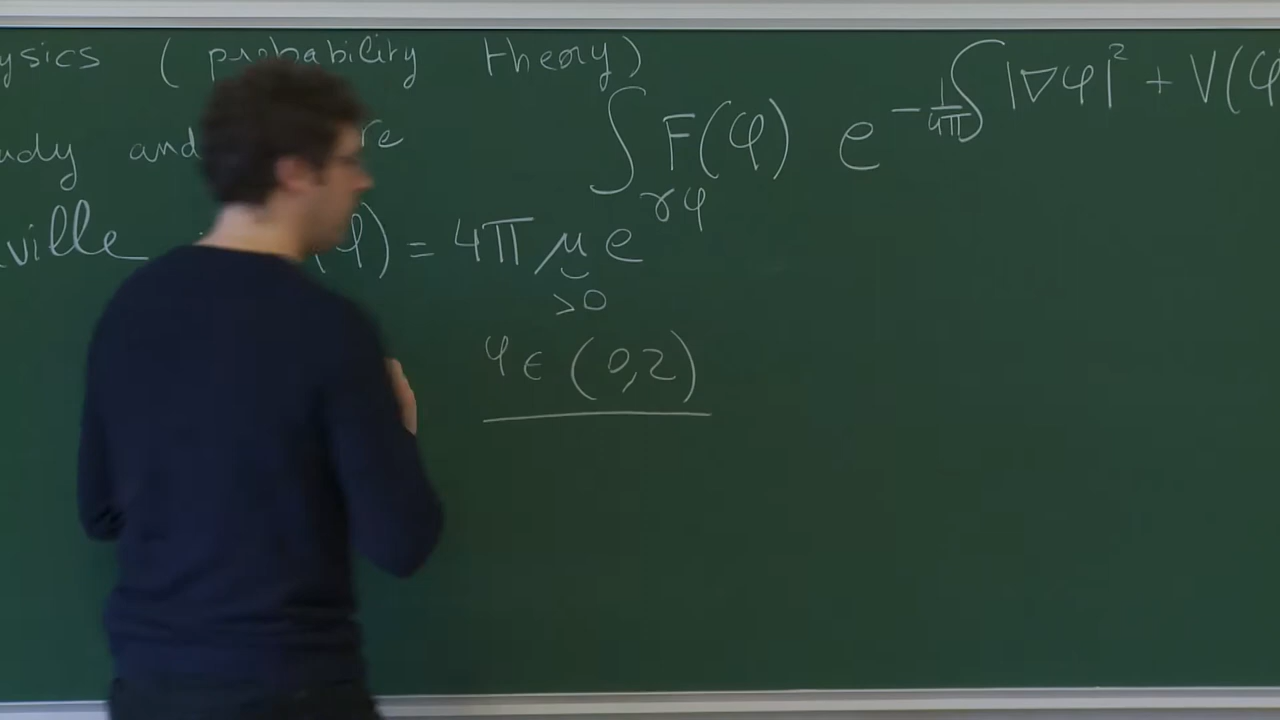 ysics (probability theory)
∫ F(φ) e^{-1/4π ∫ |∇φ|² + V(φ
udy and re
ville (φ) = 4π μ e^{γφ}
>0
φ ∈ (0,2)